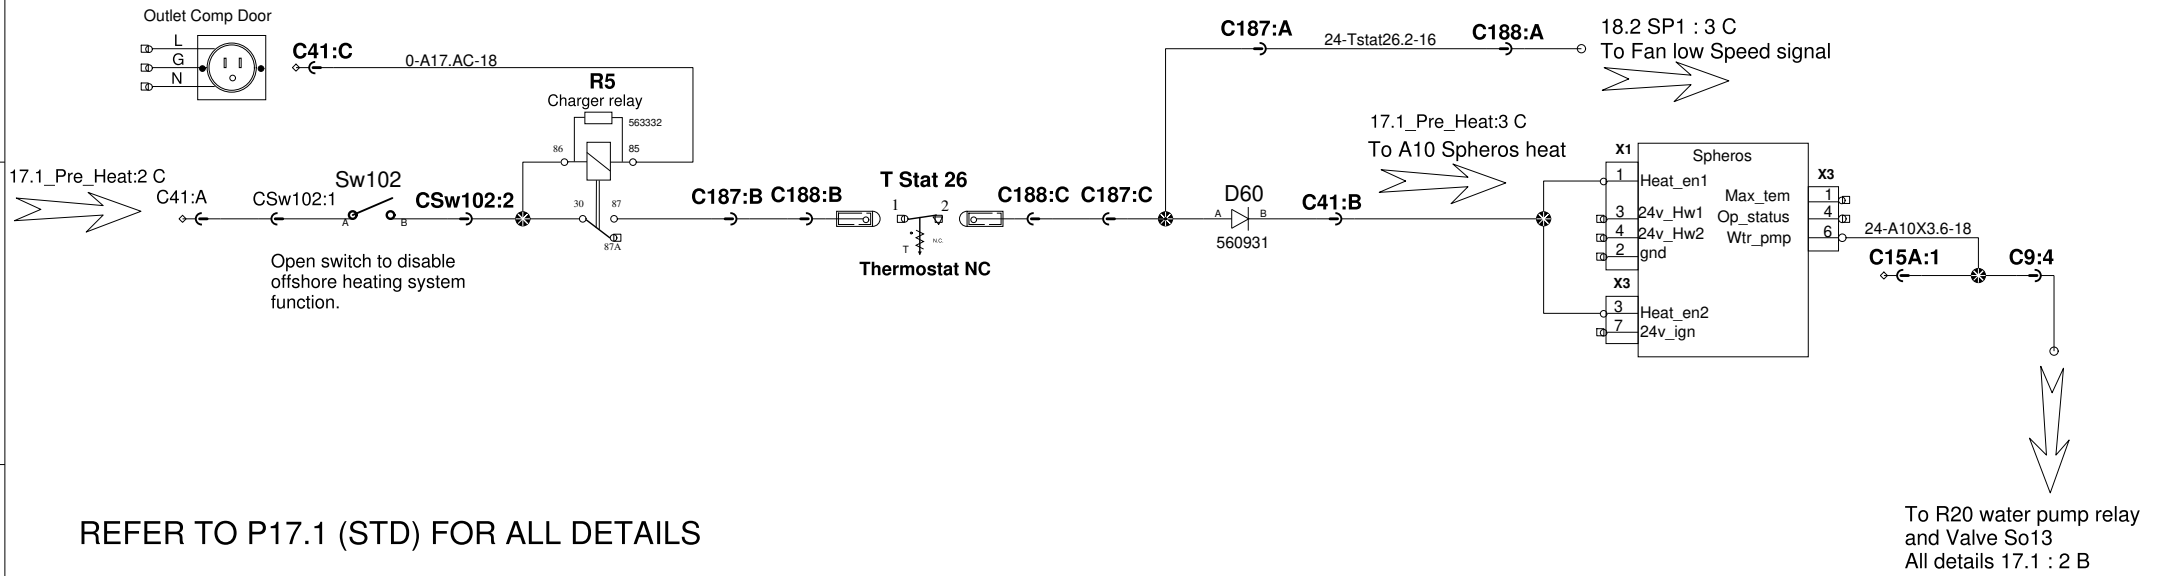 Outlet Comp Door
L
G
N
C41:C
0-A17.AC-18
R5
Charger relay
563332
86
85
17.1_Pre_Heat:2 C
C41:A
CSw102:1
Sw102
A
B
CSw102:2
30
87
87A
Open switch to disable
offshore heating system
function.
C187:B
C188:B
T Stat 26
1
2
T
N.C.
Thermostat NC
C188:C
C187:C
C187:A
24-Tstat26.2-16
C188:A
18.2 SP1 : 3 C
To Fan low Speed signal
D60
A
B
560931
C41:B
17.1_Pre_Heat:3 C
To A10 Spheros heat
X1
Spheros
1
Heat_en1
3
24v_Hw1
4
24v_Hw2
2
gnd
X3
3
Heat_en2
7
24v_ign
X3
Max_tem
1
Op_status
4
Wtr_pmp
6
24-A10X3.6-18
C15A:1
C9:4
To R20 water pump relay
and Valve So13
All details 17.1 : 2 B
REFER TO P17.1 (STD) FOR ALL DETAILS